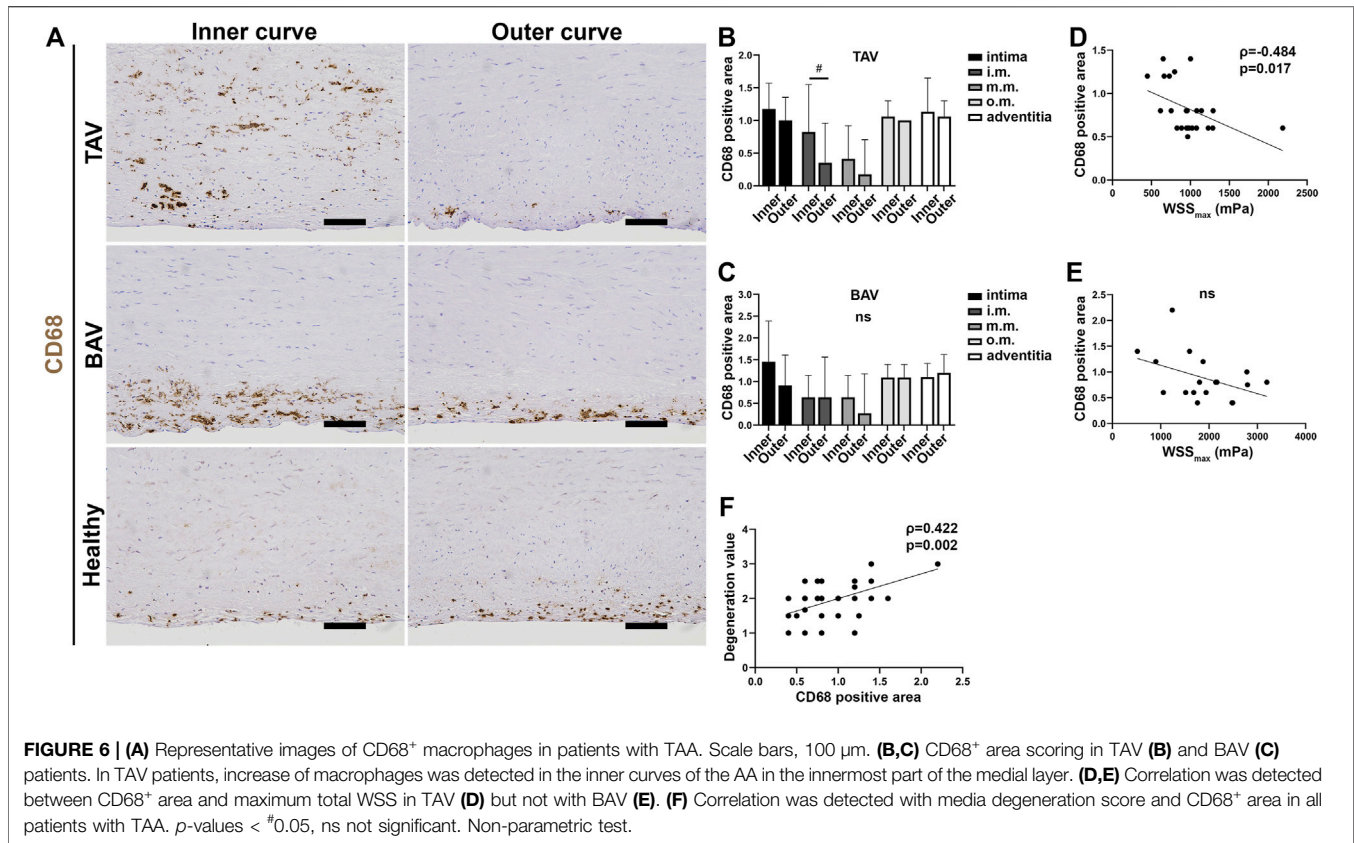 A
Inner curve
Outer curve
CD68
TAV
BAV
Healthy
B
TAV
#
CD68 positive area
2.0
1.5
1.0
0.5
0.0
Inner
Outer
Inner
Outer
Inner
Outer
Inner
Outer
Inner
Outer
intima
i.m.
m.m.
o.m.
adventitia
C
BAV
ns
CD68 positive area
3.0
2.5
2.0
1.5
1.0
0.5
0.0
Inner
Outer
Inner
Outer
Inner
Outer
Inner
Outer
Inner
Outer
intima
i.m.
m.m.
o.m.
adventitia
D
ρ=-0.484
p=0.017
CD68 positive area
1.5
1.0
0.5
0.0
0 500 1000 1500 2000 2500
WSSmax (mPa)
E
ns
CD68 positive area
2.5
2.0
1.5
1.0
0.5
0.0
0 1000 2000 3000 4000
WSSmax (mPa)
F
ρ=0.422
p=0.002
Degeneration value
4
3
2
1
0
0.0 0.5 1.0 1.5 2.0 2.5
CD68 positive area
FIGURE 6 | (A) Representative images of CD68⁺ macrophages in patients with TAA. Scale bars, 100 µm. (B,C) CD68⁺ area scoring in TAV (B) and BAV (C)
patients. In TAV patients, increase of macrophages was detected in the inner curves of the AA in the innermost part of the medial layer. (D,E) Correlation was detected
between CD68⁺ area and maximum total WSS in TAV (D) but not with BAV (E). (F) Correlation was detected with media degeneration score and CD68⁺ area in all
patients with TAA. p-values < #0.05, ns not significant. Non-parametric test.